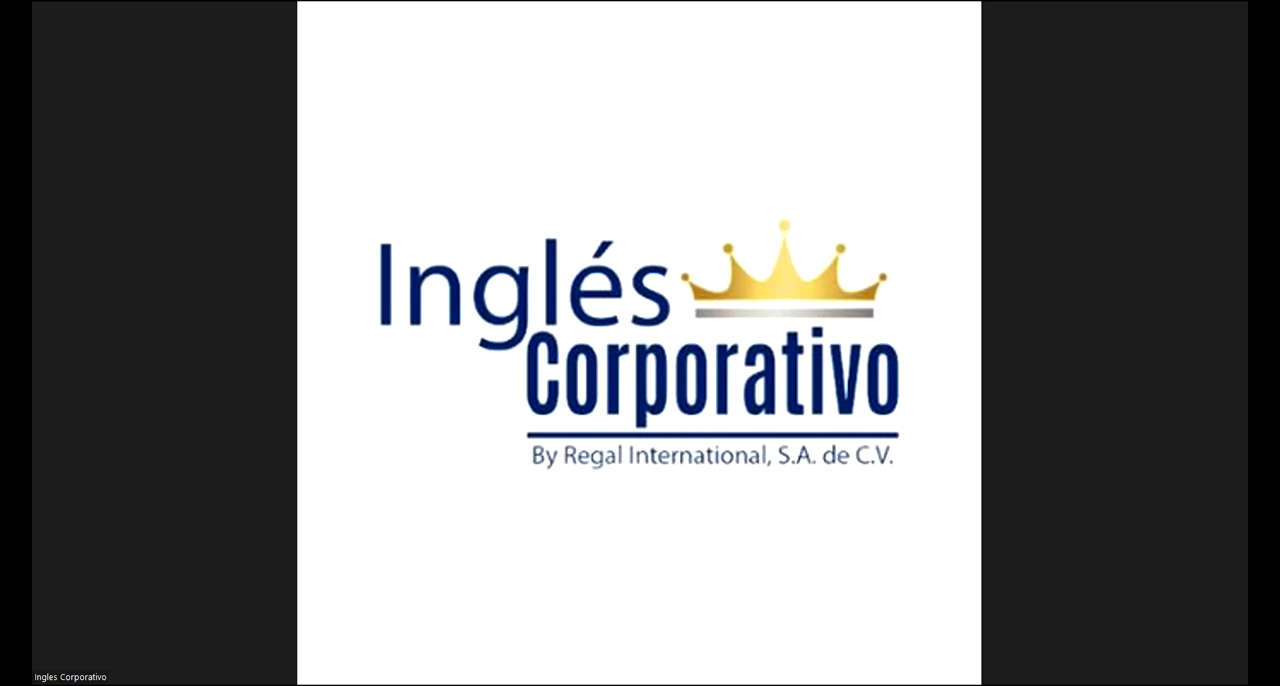 Inglés
Corporativo
By Regal International, S.A. de C.V.
Ingles Corporativo